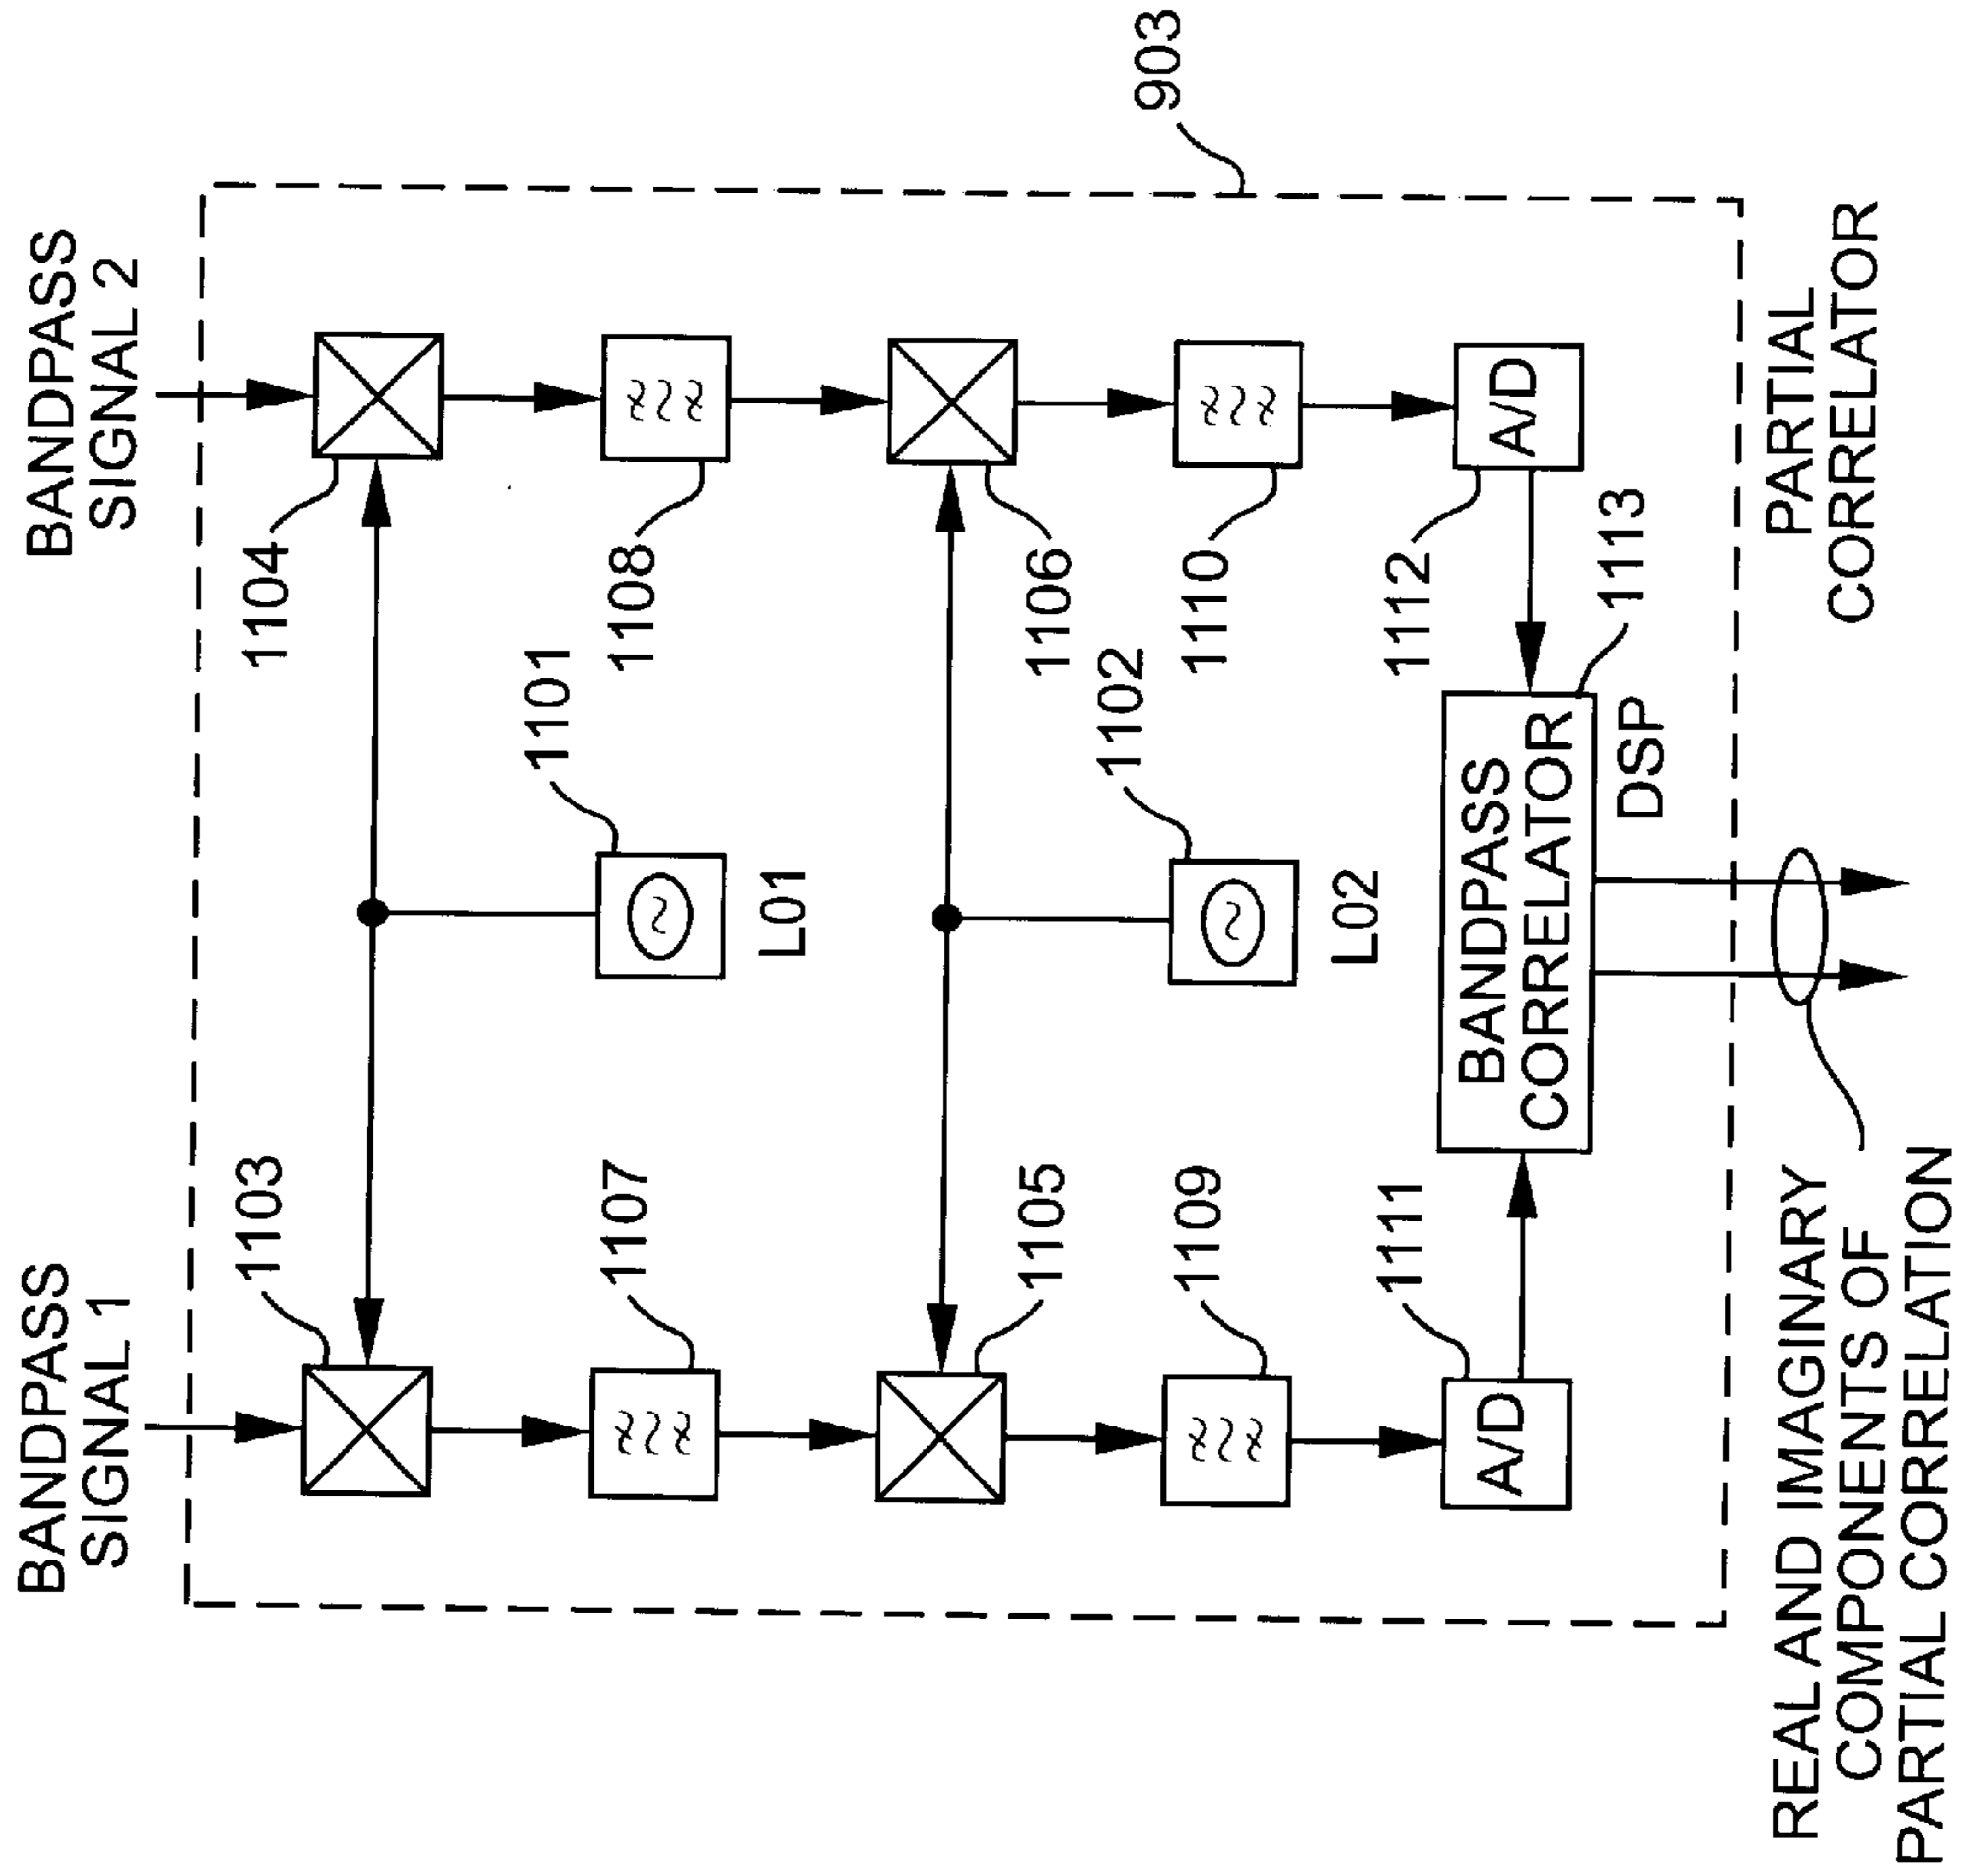 BANDPASS
SIGNAL 1
BANDPASS
SIGNAL 2
1103
1104
1101
L01
1107
1108
1105
1106
1102
L02
1109
1110
1111
1112
A/D
A/D
BANDPASS
CORRELATOR
1113
DSP
903
REAL AND IMAGINARY
COMPONENTS OF
PARTIAL CORRELATION
PARTIAL
CORRELATOR